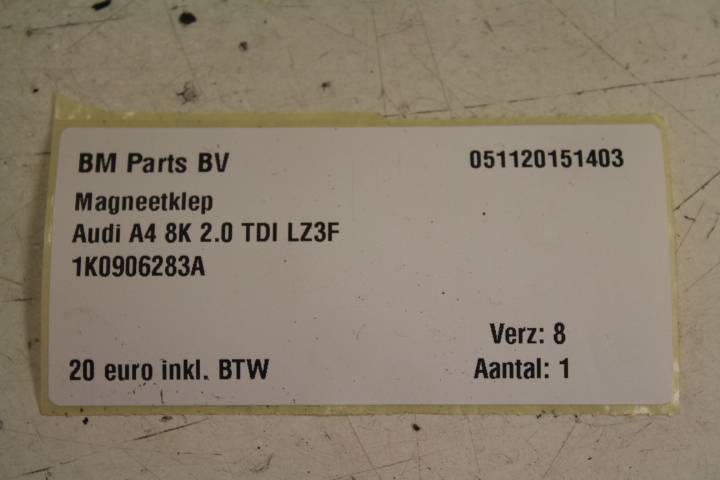 BM Parts BV 051120151403
Magneetklep
Audi A4 8K 2.0 TDI LZ3F
1K0906283A
Verz: 8
20 euro inkl. BTW Aantal: 1